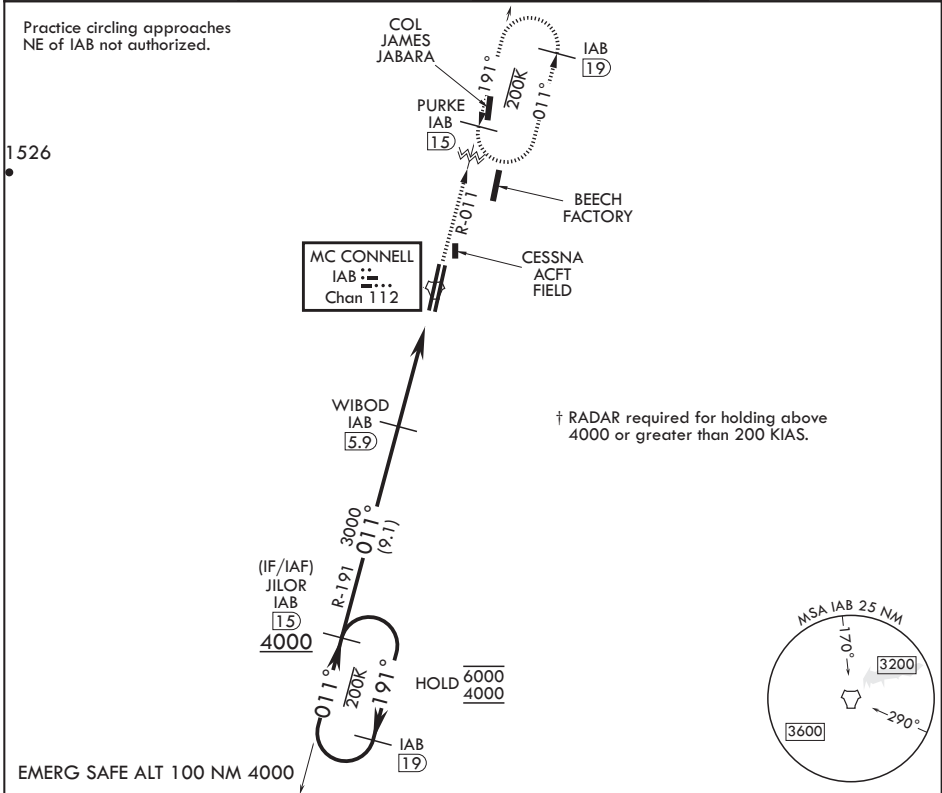 Practice circling approaches
NE of IAB not authorized.
COL
JAMES
JABARA
IAB
19
191°
200K
011°
PURKE
IAB
15
1526
R-011
BEECH
FACTORY
MC CONNELL
IAB
Chan 112
CESSNA
ACFT
FIELD
WIBOD
IAB
5.9
† RADAR required for holding above
4000 or greater than 200 KIAS.
3000
011°
(9.1)
(IF/IAF)
JILOR
IAB
15
4000
R-191
011°
200K
191°
HOLD 6000
4000
IAB
19
MSA IAB 25 NM
170°
3200
290°
3600
EMERG SAFE ALT 100 NM 4000